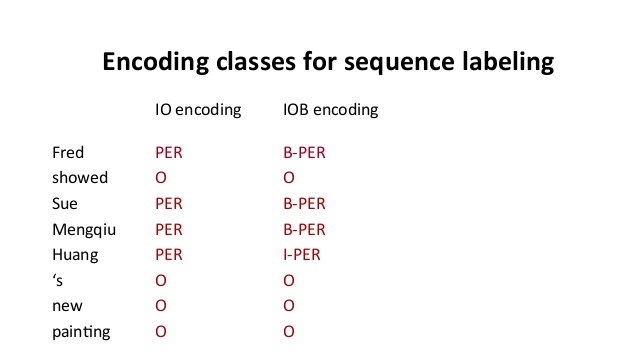 Encoding classes for sequence labeling
IO encoding IOB encoding
Fred PER B-PER
showed O O
Sue PER B-PER
Mengqiu PER B-PER
Huang PER I-PER
‘s O O
new O O
painting O O